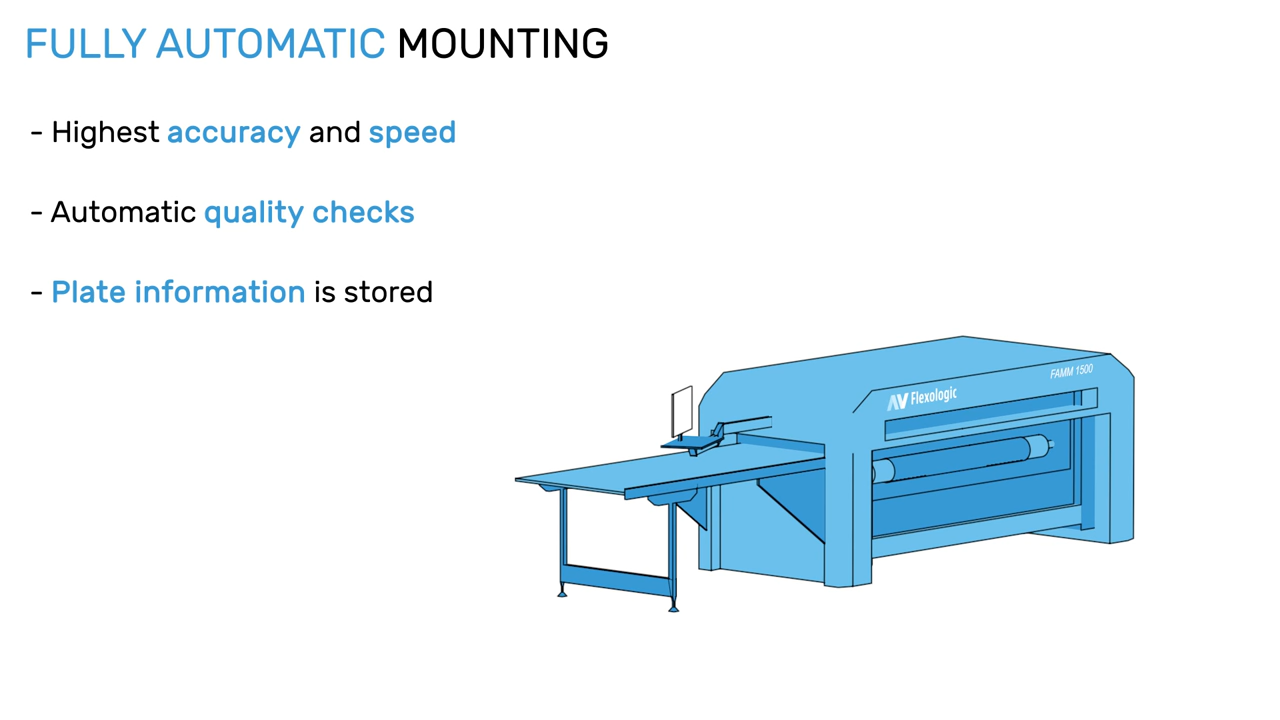 FULLY AUTOMATIC MOUNTING
- Highest accuracy and speed
- Automatic quality checks
- Plate information is stored
FAMM 1500
AV Flexologic